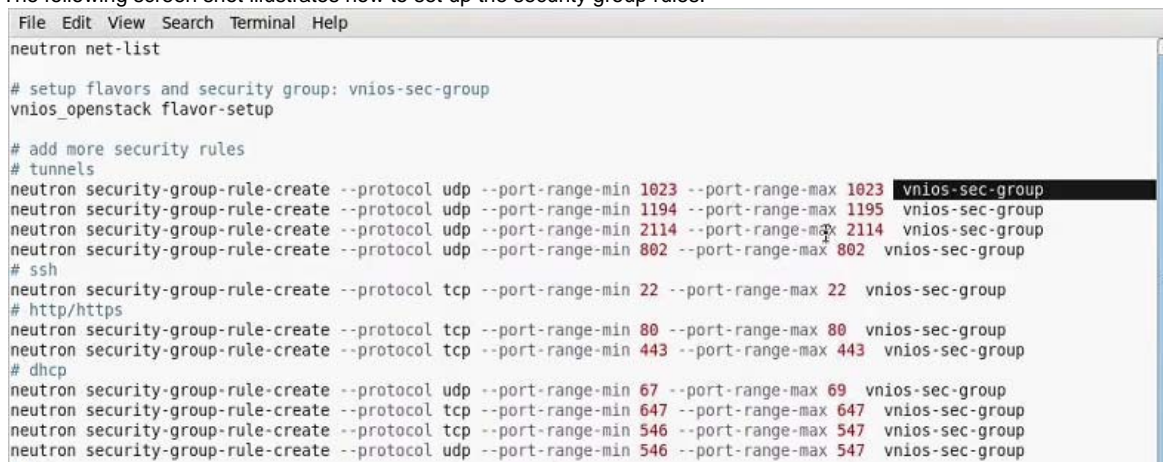 The following screen shot illustrates how to set up the security group rules.
File Edit View Search Terminal Help
neutron net-list
# setup flavors and security group: vnios-sec-group
vnios_openstack flavor-setup
# add more security rules
# tunnels
neutron security-group-rule-create --protocol udp --port-range-min 1023 --port-range-max 1023 vnios-sec-group
neutron security-group-rule-create --protocol udp --port-range-min 1194 --port-range-max 1195 vnios-sec-group
neutron security-group-rule-create --protocol udp --port-range-min 2114 --port-range-max 2114 vnios-sec-group
neutron security-group-rule-create --protocol udp --port-range-min 802 --port-range-max 802 vnios-sec-group
# ssh
neutron security-group-rule-create --protocol tcp --port-range-min 22 --port-range-max 22 vnios-sec-group
# http/https
neutron security-group-rule-create --protocol tcp --port-range-min 80 --port-range-max 80 vnios-sec-group
neutron security-group-rule-create --protocol tcp --port-range-min 443 --port-range-max 443 vnios-sec-group
# dhcp
neutron security-group-rule-create --protocol udp --port-range-min 67 --port-range-max 69 vnios-sec-group
neutron security-group-rule-create --protocol tcp --port-range-min 647 --port-range-max 647 vnios-sec-group
neutron security-group-rule-create --protocol tcp --port-range-min 546 --port-range-max 547 vnios-sec-group
neutron security-group-rule-create --protocol udp --port-range-min 546 --port-range-max 547 vnios-sec-group